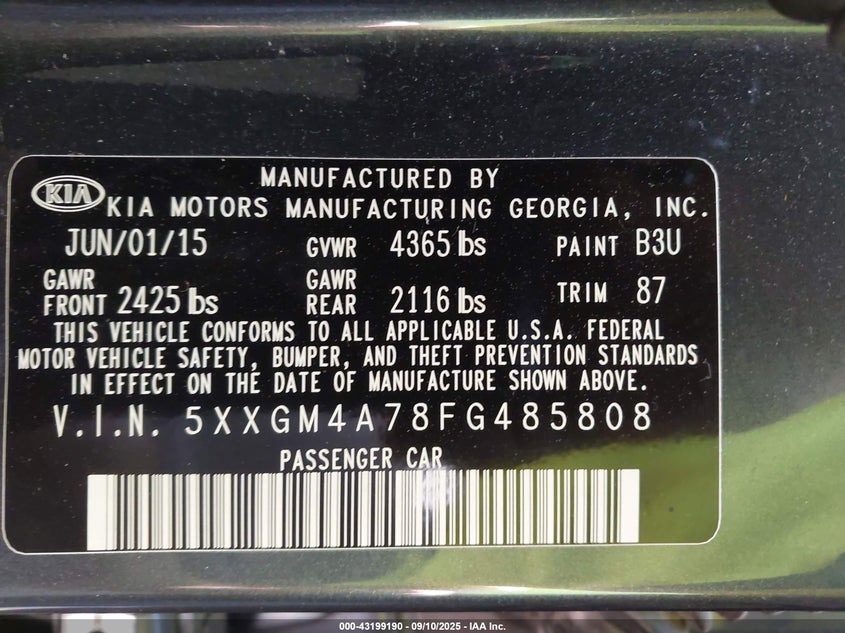 MANUFACTURED BY
KIA KIA MOTORS MANUFACTURING GEORGIA, INC.
JUN/01/15 GVWR 4365 lbs PAINT B3U
GAWR FRONT 2425 lbs GAWR REAR 2116 lbs TRIM 87
THIS VEHICLE CONFORMS TO ALL APPLICABLE U.S.A. FEDERAL
MOTOR VEHICLE SAFETY, BUMPER, AND THEFT PREVENTION STANDARDS
IN EFFECT ON THE DATE OF MANUFACTURE SHOWN ABOVE.
V.I.N. 5XXGM4A78FG485808
PASSENGER CAR
000-43199190 - 09/10/2025 - IAA Inc.